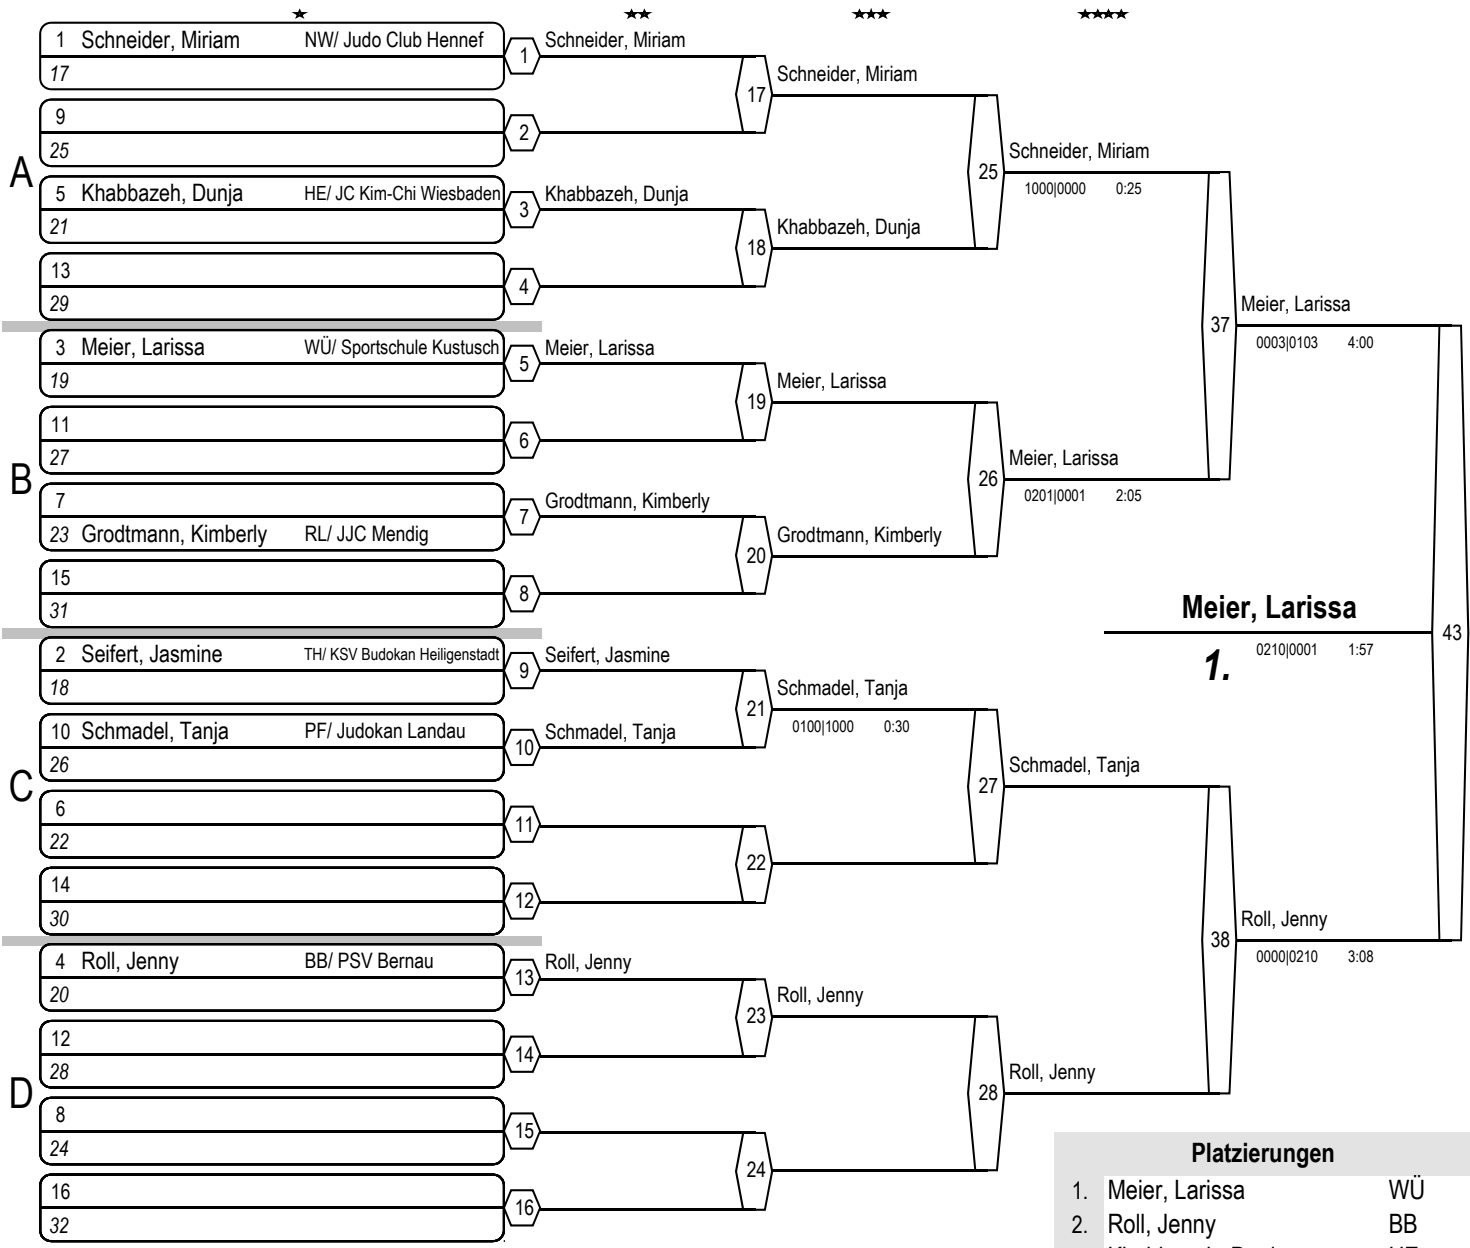 ★ ★★ ★★★ ★★★★
A
1 Schneider, Miriam NW/ Judo Club Hennef
17
9
25
5 Khabbazeh, Dunja HE/ JC Kim-Chi Wiesbaden
21
13
29
B
3 Meier, Larissa WÜ/ Sportschule Kustusch
19
11
27
7
23 Grodtmann, Kimberly RL/ JJC Mendig
15
31
C
2 Seifert, Jasmine TH/ KSV Budokan Heiligenstadt
18
10 Schmadel, Tanja PF/ Judokan Landau
26
6
22
14
30
D
4 Roll, Jenny BB/ PSV Bernau
20
12
28
8
24
16
32
1 Schneider, Miriam
2
3 Khabbazeh, Dunja
4
5 Meier, Larissa
6
7 Grodtmann, Kimberly
8
9 Seifert, Jasmine
10 Schmadel, Tanja
11
12
13 Roll, Jenny
14
15
16
17 Schneider, Miriam
18 Khabbazeh, Dunja
19 Meier, Larissa
20 Grodtmann, Kimberly
21 Schmadel, Tanja
0100|1000 0:30
22
23 Roll, Jenny
24
25 Schneider, Miriam
1000|0000 0:25
26 Meier, Larissa
0201|0001 2:05
27 Schmadel, Tanja
28 Roll, Jenny
37 Meier, Larissa
0003|0103 4:00
38 Roll, Jenny
0000|0210 3:08
43
Meier, Larissa
1. 0210|0001 1:57
Platzierungen
1. Meier, Larissa WÜ
2. Roll, Jenny BB